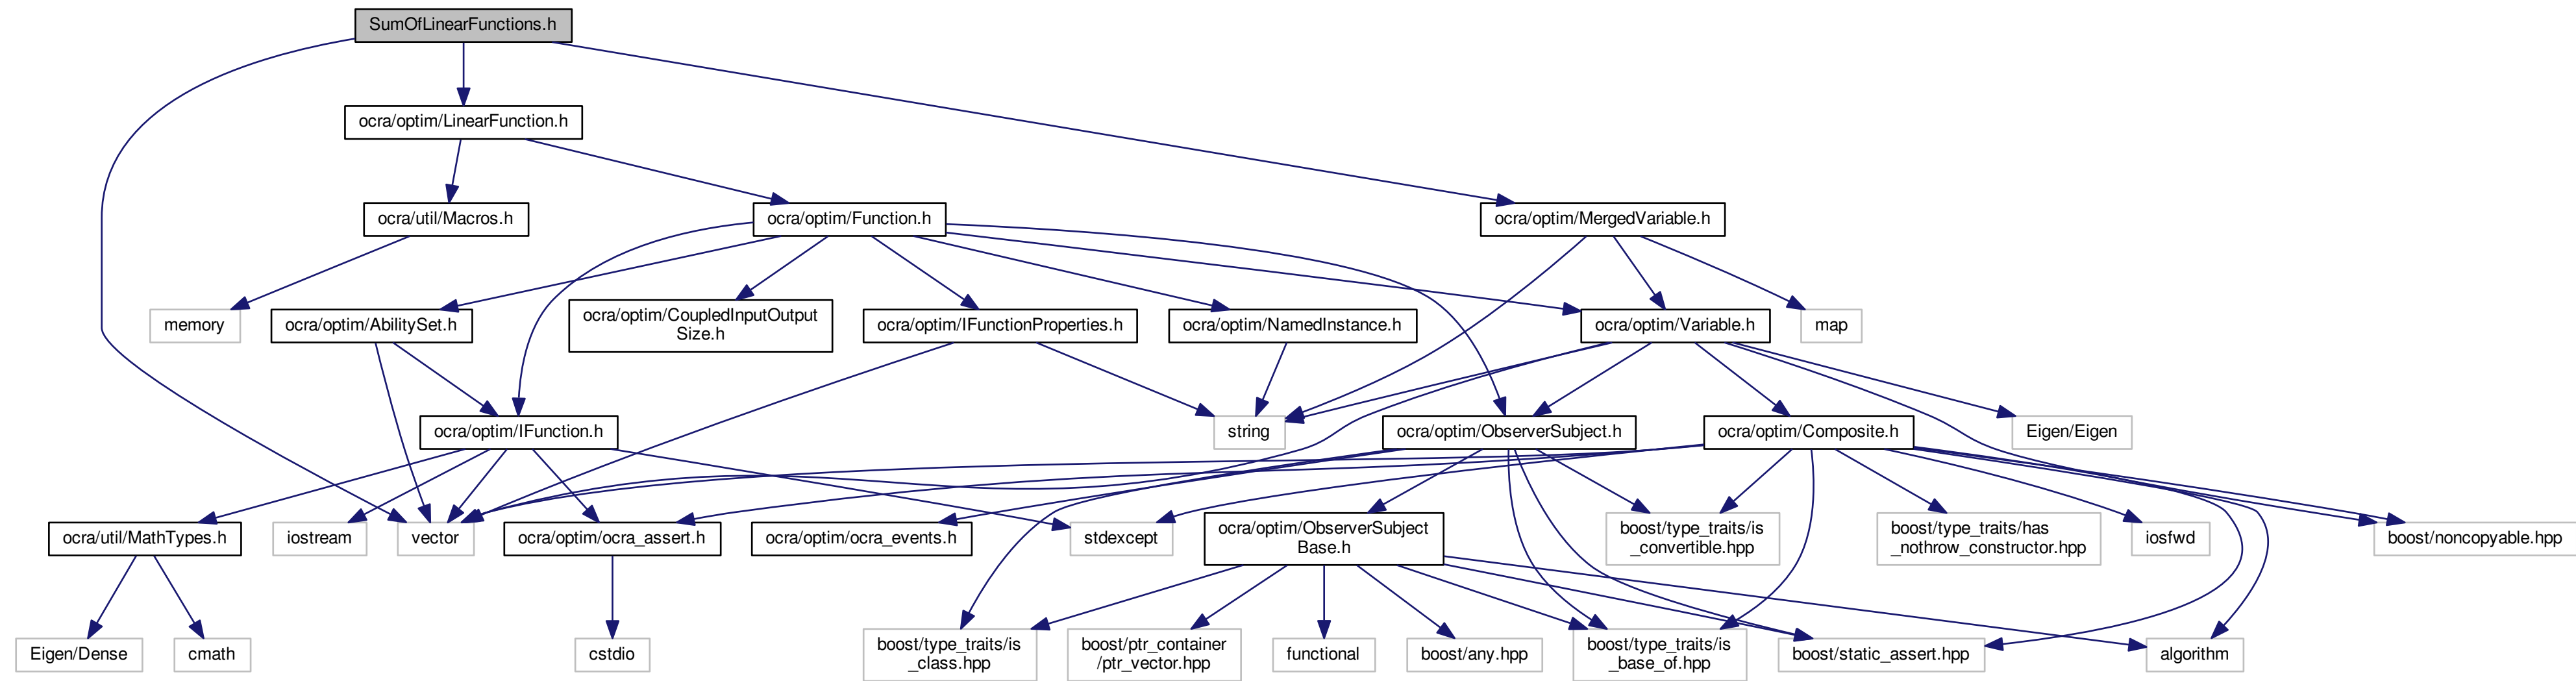 SumOfLinearFunctions.h
ocra/optim/LinearFunction.h
ocra/util/Macros.h
ocra/optim/Function.h
ocra/optim/MergedVariable.h
memory
ocra/optim/AbilitySet.h
ocra/optim/CoupledInputOutput
Size.h
ocra/optim/IFunctionProperties.h
ocra/optim/NamedInstance.h
ocra/optim/Variable.h
map
ocra/optim/IFunction.h
string
ocra/optim/ObserverSubject.h
ocra/optim/Composite.h
Eigen/Eigen
ocra/util/MathTypes.h
iostream
vector
ocra/optim/ocra_assert.h
ocra/optim/ocra_events.h
stdexcept
ocra/optim/ObserverSubject
Base.h
boost/type_traits/is
_convertible.hpp
boost/type_traits/has
_nothrow_constructor.hpp
iosfwd
boost/noncopyable.hpp
Eigen/Dense
cmath
cstdio
boost/type_traits/is
_class.hpp
boost/ptr_container
/ptr_vector.hpp
functional
boost/any.hpp
boost/type_traits/is
_base_of.hpp
boost/static_assert.hpp
algorithm